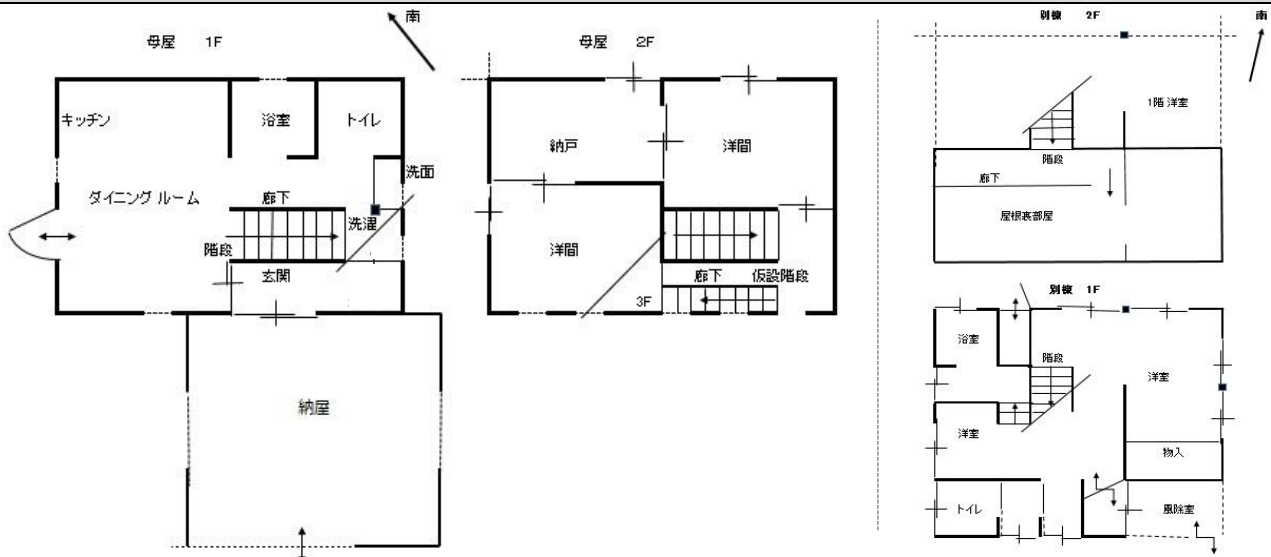 母屋 1F
南
キッチン
浴室
トイレ
洗面
ダイニング ルーム
廊下
洗濯
階段
玄関
納屋
母屋 2F
納戸
洋間
洋間
廊下
仮設階段
3F
別棟 2F
南
1階 洋室
階段
廊下
屋根裏部屋
別棟 1F
浴室
階段
洋室
洋室
物入
トイレ
風除室